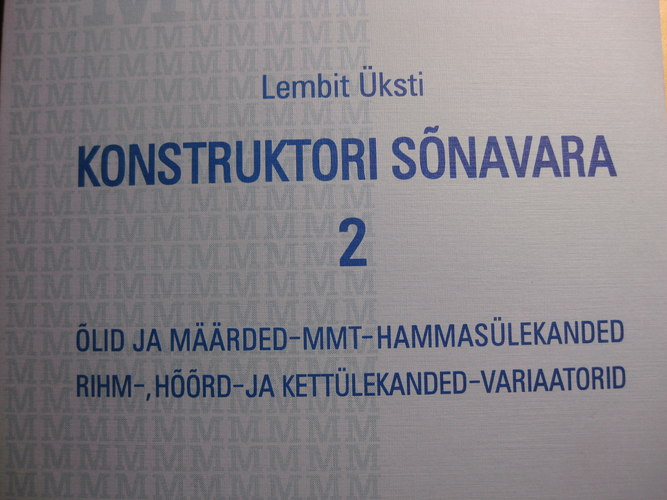 Lembit Üksti
KONSTRUKTORI SÕNAVARA
2
ÕLID JA MÄÄRDED-MMT-HAMMASÜLEKANDED
RIHM-, HÕÕRD-JA KETTÜLEKANDED-VARIAATORID